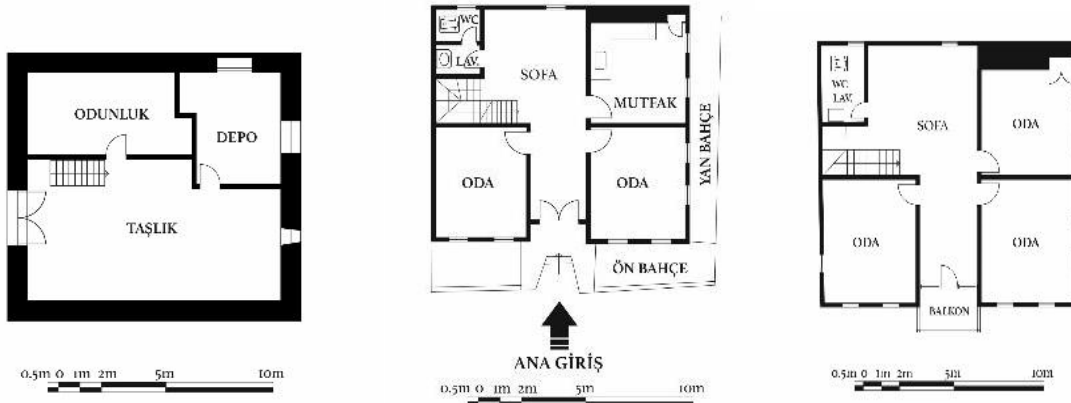 ODUNLUK
DEPO
TAŞLIK
0.5m 0 1m 2m 5m 10m
WC
LAV.
SOFA
MUTFAK
ODA
ODA
YAN BAHÇE
ÖN BAHÇE
ANA GİRİŞ
0.5m 0 1m 2m 5m 10m
WC
LAV.
SOFA
ODA
ODA
ODA
BALKON
0.5m 0 1m 2m 5m 10m